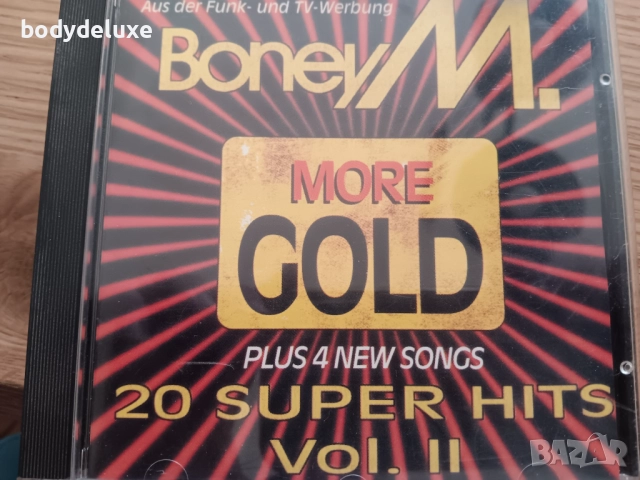 Aus der Funk- und TV-Werbung
bodydeluxe
Boney M.
MORE
GOLD
PLUS 4 NEW SONGS
20 SUPER HITS
Vol. II
BAZAR